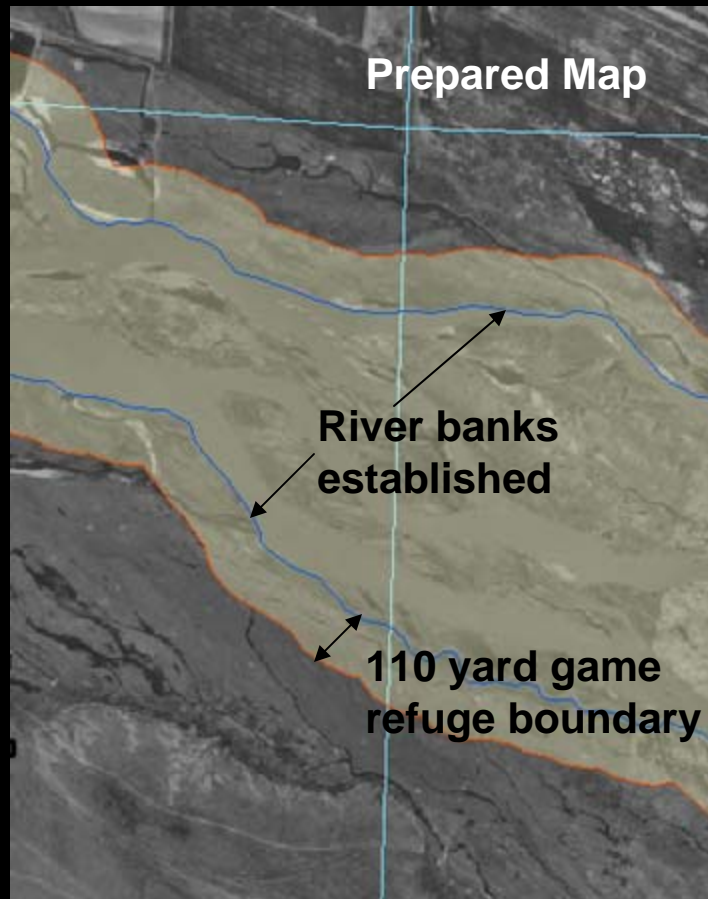 Prepared Map
River banks
established
110 yard game
refuge boundary